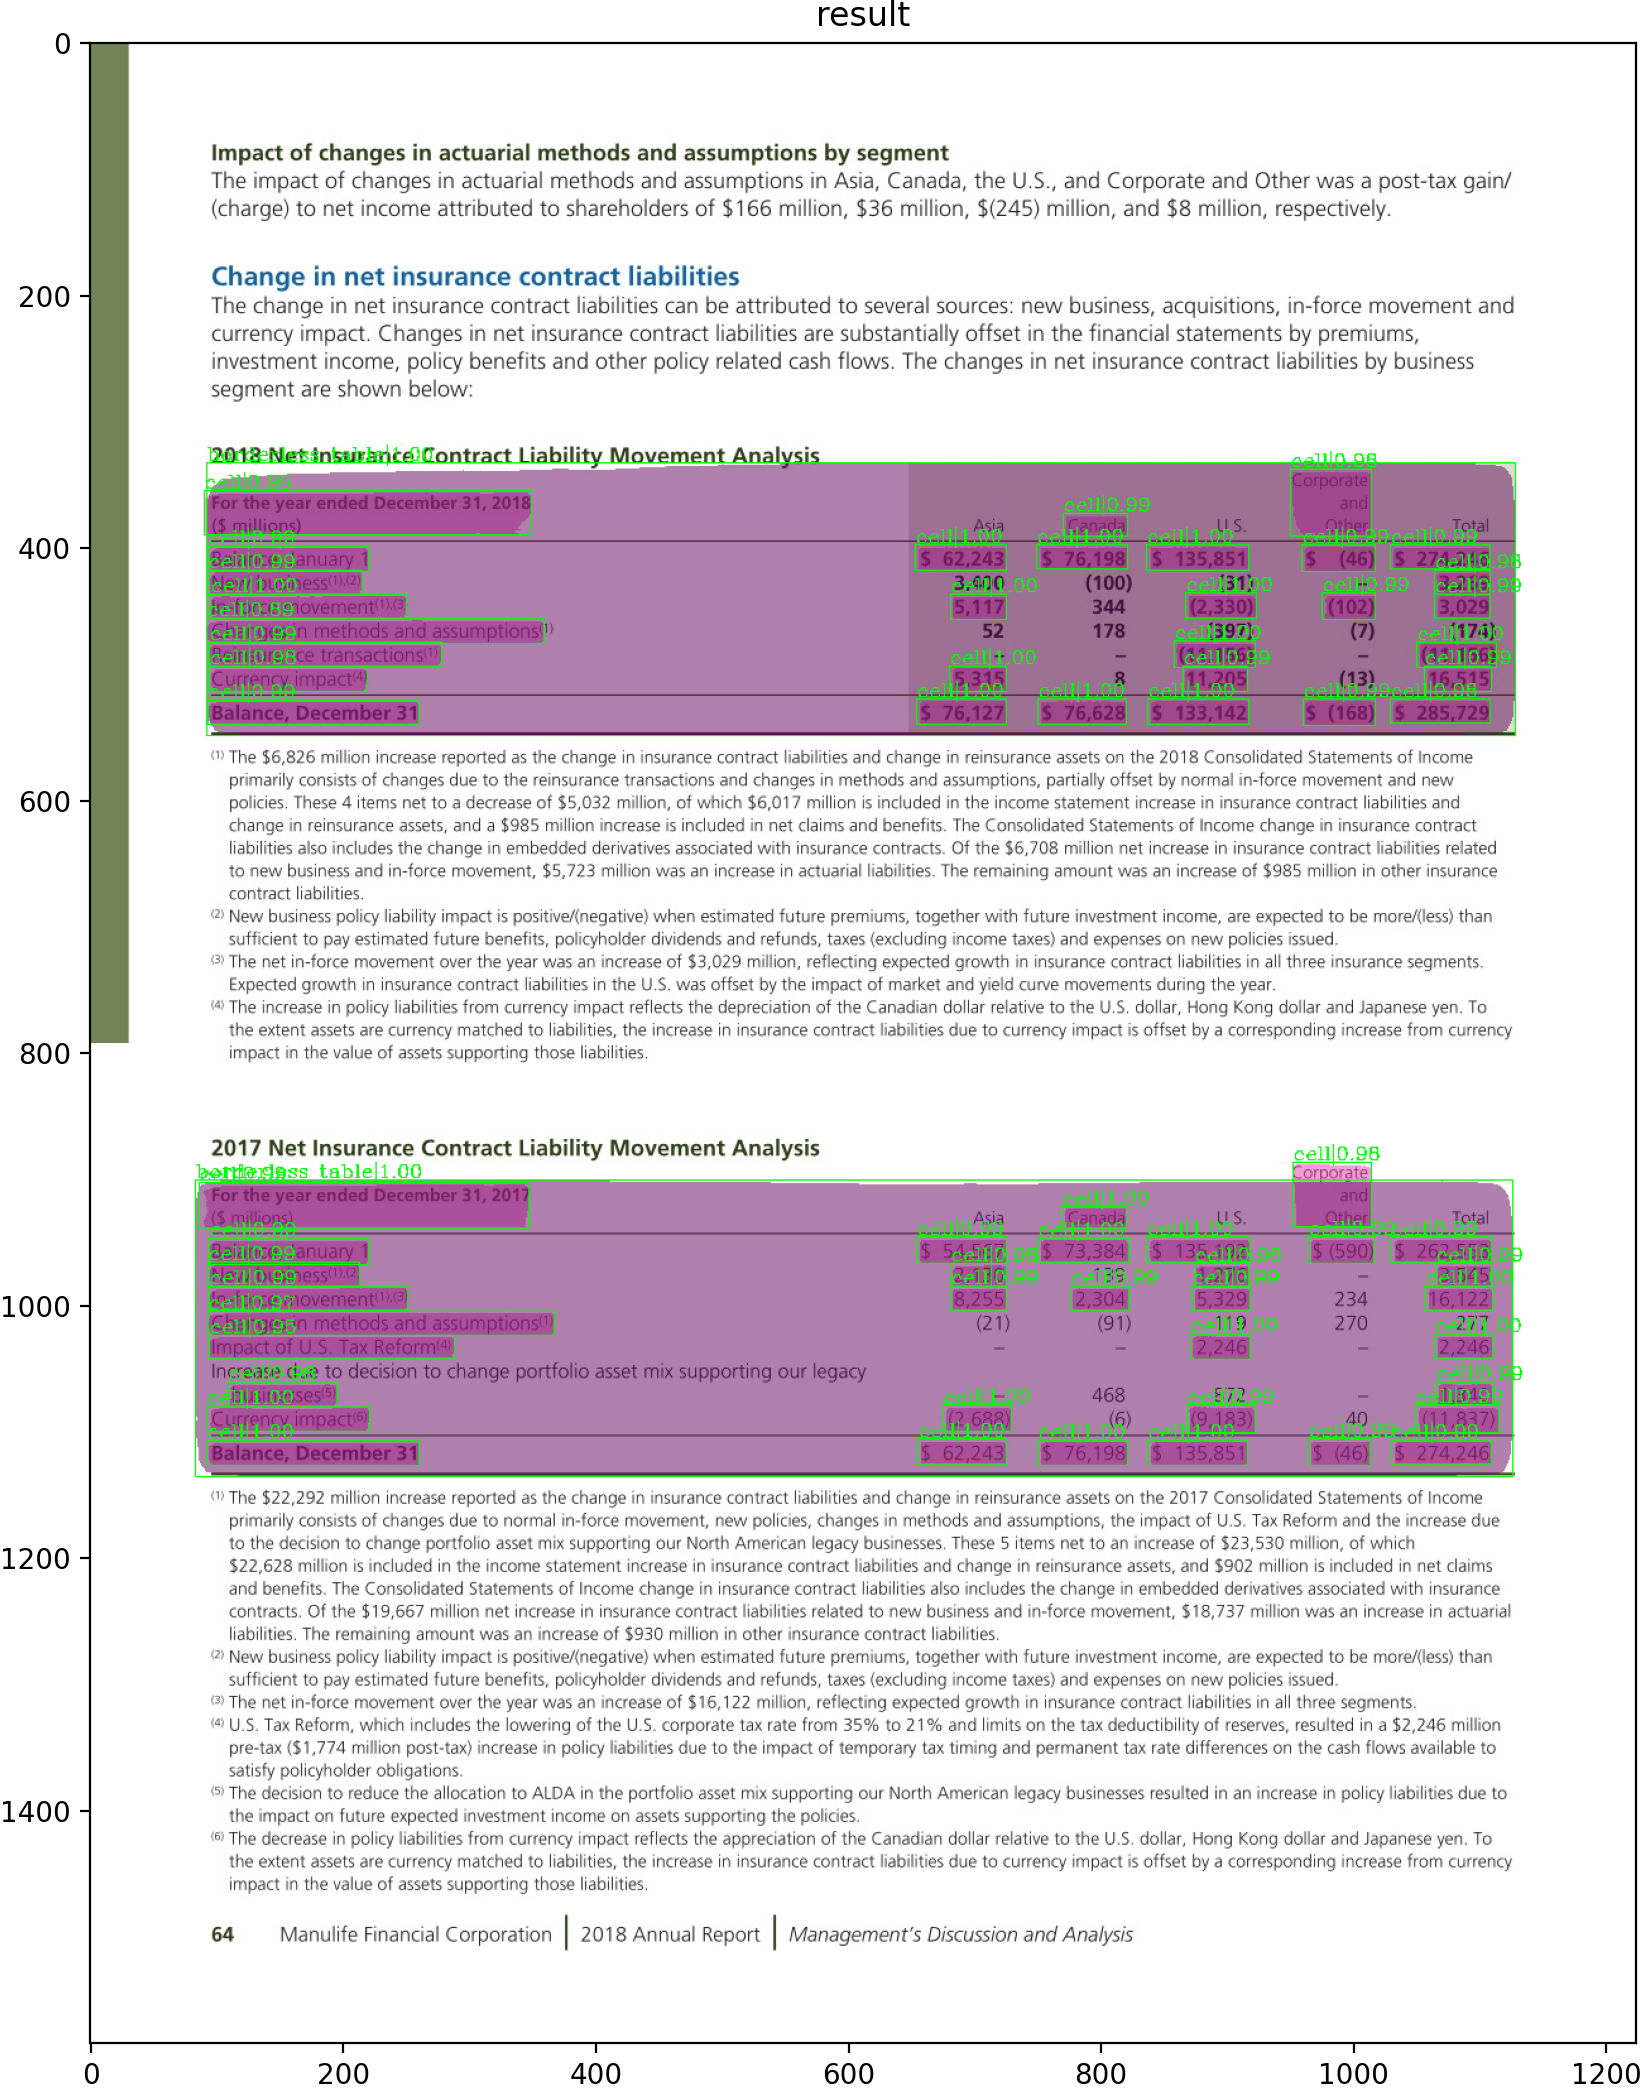 result
Impact of changes in actuarial methods and assumptions by segment
The impact of changes in actuarial methods and assumptions in Asia, Canada, the U.S., and Corporate and Other was a post-tax gain/
(charge) to net income attributed to shareholders of $166 million, $36 million, $(245) million, and $8 million, respectively.
Change in net insurance contract liabilities
The change in net insurance contract liabilities can be attributed to several sources: new business, acquisitions, in-force movement and
currency impact. Changes in net insurance contract liabilities are substantially offset in the financial statements by premiums,
investment income, policy benefits and other policy related cash flows. The changes in net insurance contract liabilities by business
segment are shown below:
2018 Net Insurance Contract Liability Movement Analysis
cell|0.99
Corporate
For the year ended December 31, 2018 and
($ millions) Asia Canada U.S. Other Total
cell|1.00 cell|1.00 cell|1.00
January 1 $ 62,243 $ 76,198 $ 135,851 $ (46) $
business(1),(2) (100) (31)
movement(1),(3) 5,117 344 (2,330) (102) 3,029
in methods and assumptions(1) 52 178 (397) (7) (174)
transactions(1) – –
Currency impact(4) 5,315 8 11,205 (13) 16,515
cell|1.00 cell|1.00 cell|1.00
Balance, December 31 $ 76,127 $ 76,628 $ 133,142 $ (168) $ 285,729
(1) The $6,826 million increase reported as the change in insurance contract liabilities and change in reinsurance assets on the 2018 Consolidated Statements of Income
primarily consists of changes due to the reinsurance transactions and changes in methods and assumptions, partially offset by normal in-force movement and new
policies. These 4 items net to a decrease of $5,032 million, of which $6,017 million is included in the income statement increase in insurance contract liabilities and
change in reinsurance assets, and a $985 million increase is included in net claims and benefits. The Consolidated Statements of Income change in insurance contract
liabilities also includes the change in embedded derivatives associated with insurance contracts. Of the $6,708 million net increase in insurance contract liabilities related
to new business and in-force movement, $5,723 million was an increase in actuarial liabilities. The remaining amount was an increase of $985 million in other insurance
contract liabilities.
(2) New business policy liability impact is positive/(negative) when estimated future premiums, together with future investment income, are expected to be more/(less) than
sufficient to pay estimated future benefits, policyholder dividends and refunds, taxes (excluding income taxes) and expenses on new policies issued.
(3) The net in-force movement over the year was an increase of $3,029 million, reflecting expected growth in insurance contract liabilities in all three insurance segments.
Expected growth in insurance contract liabilities in the U.S. was offset by the impact of market and yield curve movements during the year.
(4) The increase in policy liabilities from currency impact reflects the depreciation of the Canadian dollar relative to the U.S. dollar, Hong Kong dollar and Japanese yen. To
the extent assets are currency matched to liabilities, the increase in insurance contract liabilities due to currency impact is offset by a corresponding increase from currency
impact in the value of assets supporting those liabilities.
2017 Net Insurance Contract Liability Movement Analysis
borderless table|1.00
Corporate
For the year ended December 31, 2017 and
cell|1.00
($ millions) Asia Canada U.S. Other Total
January 1 $ $ 73,384 $ $ (590) $
business(1),(2) –
movement(1),(3) 8,255 2,304 5,329 234 16,122
in methods and assumptions(1) (21) (91) 270
Impact of U.S. Tax Reform(4) – – 2,246 – 2,246
Increase due to decision to change portfolio asset mix supporting our legacy
businesses(5) – 468 –
Currency impact(6) (2,688) (6) (9,183) 40 (11,837)
Balance, December 31 $ 62,243 $ 76,198 $ 135,851 $ (46) $ 274,246
(1) The $22,292 million increase reported as the change in insurance contract liabilities and change in reinsurance assets on the 2017 Consolidated Statements of Income
primarily consists of changes due to normal in-force movement, new policies, changes in methods and assumptions, the impact of U.S. Tax Reform and the increase due
to the decision to change portfolio asset mix supporting our North American legacy businesses. These 5 items net to an increase of $23,530 million, of which
$22,628 million is included in the income statement increase in insurance contract liabilities and change in reinsurance assets, and $902 million is included in net claims
and benefits. The Consolidated Statements of Income change in insurance contract liabilities also includes the change in embedded derivatives associated with insurance
contracts. Of the $19,667 million net increase in insurance contract liabilities related to new business and in-force movement, $18,737 million was an increase in actuarial
liabilities. The remaining amount was an increase of $930 million in other insurance contract liabilities.
(2) New business policy liability impact is positive/(negative) when estimated future premiums, together with future investment income, are expected to be more/(less) than
sufficient to pay estimated future benefits, policyholder dividends and refunds, taxes (excluding income taxes) and expenses on new policies issued.
(3) The net in-force movement over the year was an increase of $16,122 million, reflecting expected growth in insurance contract liabilities in all three segments.
(4) U.S. Tax Reform, which includes the lowering of the U.S. corporate tax rate from 35% to 21% and limits on the tax deductibility of reserves, resulted in a $2,246 million
pre-tax ($1,774 million post-tax) increase in policy liabilities due to the impact of temporary tax timing and permanent tax rate differences on the cash flows available to
satisfy policyholder obligations.
(5) The decision to reduce the allocation to ALDA in the portfolio asset mix supporting our North American legacy businesses resulted in an increase in policy liabilities due to
the impact on future expected investment income on assets supporting the policies.
(6) The decrease in policy liabilities from currency impact reflects the appreciation of the Canadian dollar relative to the U.S. dollar, Hong Kong dollar and Japanese yen. To
the extent assets are currency matched to liabilities, the increase in insurance contract liabilities due to currency impact is offset by a corresponding increase from currency
impact in the value of assets supporting those liabilities.
64 Manulife Financial Corporation | 2018 Annual Report | Management's Discussion and Analysis
0
200
400
600
800
1000
1200
1400
0 200 400 600 800 1000 1200